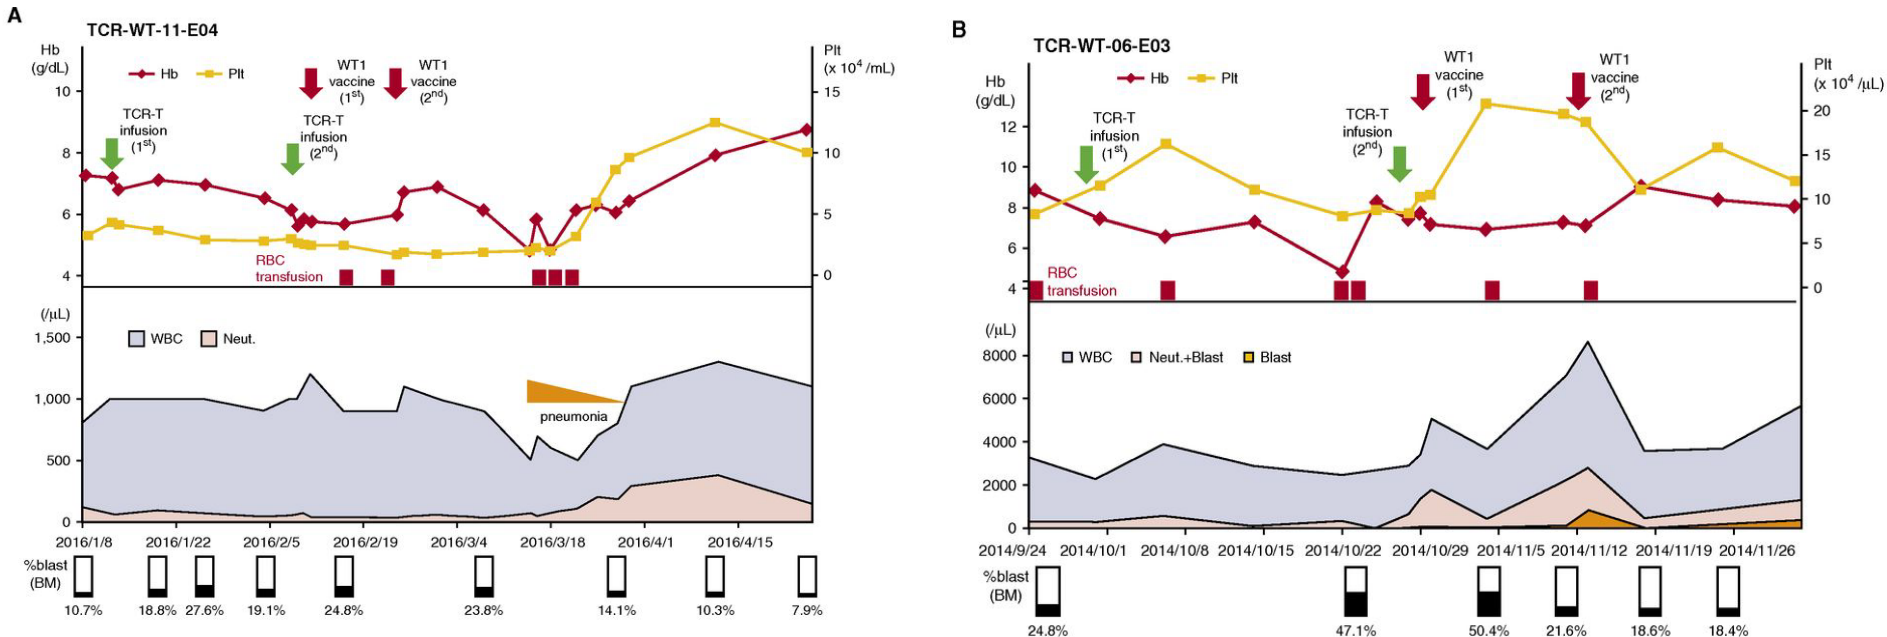 A
TCR-WT-11-E04
Hb
(g/dL)
Plt
(x 10⁴ /mL)
Hb
Plt
WT1
vaccine
(1st)
WT1
vaccine
(2nd)
TCR-T
infusion
(1st)
TCR-T
infusion
(2nd)
10
8
6
4
15
10
5
0
RBC
transfusion
(/µL)
1,500
1,000
500
0
WBC
Neut.
pneumonia
2016/1/8
2016/1/22
2016/2/5
2016/2/19
2016/3/4
2016/3/18
2016/4/1
2016/4/15
%blast
(BM)
10.7%
18.8%
27.6%
19.1%
24.8%
23.8%
14.1%
10.3%
7.9%
B
TCR-WT-06-E03
Hb
(g/dL)
Plt
(x 10⁴ /µL)
Hb
Plt
WT1
vaccine
(1st)
WT1
vaccine
(2nd)
TCR-T
infusion
(1st)
TCR-T
infusion
(2nd)
12
10
8
6
4
20
15
10
5
0
RBC
transfusion
(/µL)
8000
6000
4000
2000
0
WBC
Neut.+Blast
Blast
2014/9/24
2014/10/1
2014/10/8
2014/10/15
2014/10/22
2014/10/29
2014/11/5
2014/11/12
2014/11/19
2014/11/26
%blast
(BM)
24.8%
47.1%
50.4%
21.6%
18.6%
18.4%